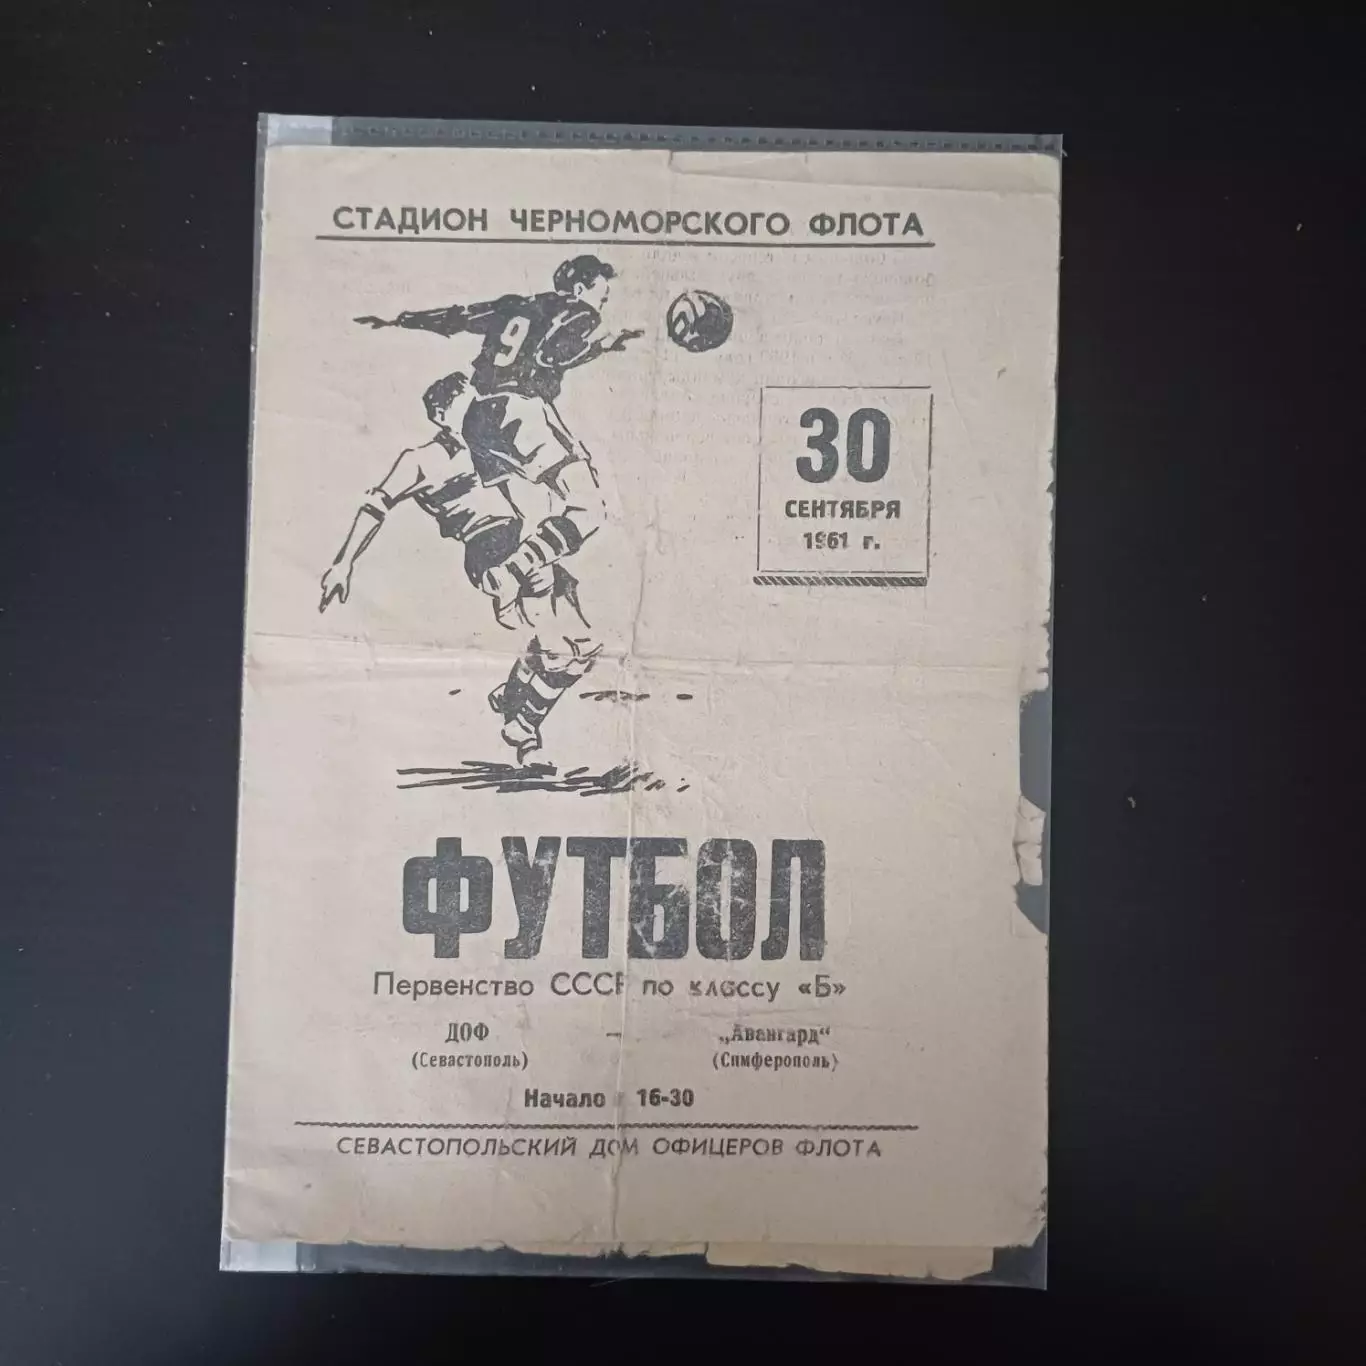 СТАДИОН ЧЕРНОМОРСКОГО ФЛОТА
9
30
СЕНТЯБРЯ
1961 г.
ФУТБОЛ
Первенство СССР по классу «Б»
ДОФ — „Авангард“
(Севастополь) (Симферополь)
Начало в 16-30
СЕВАСТОПОЛЬСКИЙ ДОМ ОФИЦЕРОВ ФЛОТА